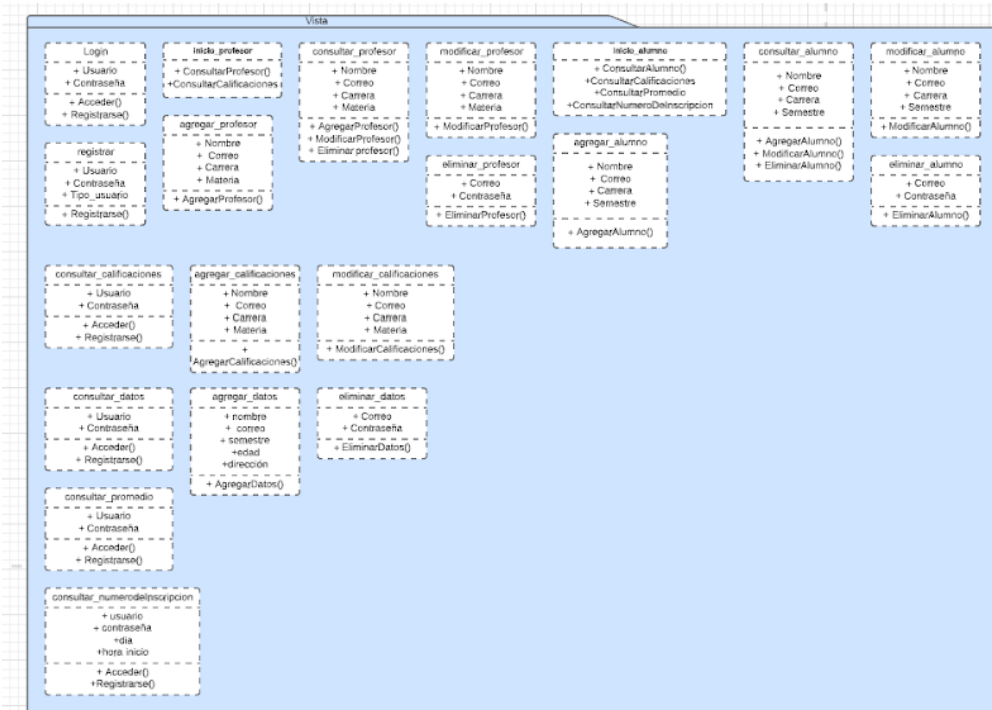 Vista
Login
+ Usuario
+ Contraseña
+ Acceder()
+ Registrarse()
registrar
+ Usuario
+ Contraseña
+ Tipo_usuario
+ Registrarse()
inicio_profesor
+ ConsultarProfesor()
+ConsultarCalificaciones
agregar_profesor
+ Nombre
+ Correo
+ Carrera
+ Materia
+ AgregarProfesor()
consultar_profesor
+ Nombre
+ Correo
+ Carrera
+ Materia
+ AgregarProfesor()
+ ModificarProfesor()
+ Eliminar profesor()
modificar_profesor
+ Nombre
+ Correo
+ Carrera
+ Materia
+ ModificarProfesor()
eliminar_profesor
+ Correo
+ Contraseña
+ EliminarProfesor()
inicio_alumno
+ ConsultarAlumno()
+ConsultarCalificaciones
+ConsultarPromedio
+ConsultarNumeroDeInscripcion
agregar_alumno
+ Nombre
+ Correo
+ Carrera
+ Semestre
+ AgregarAlumno()
consultar_alumno
+ Nombre
+ Correo
+ Carrera
+ Semestre
+ AgregarAlumno()
+ ModificarAlumno()
+ EliminarAlumno()
modificar_alumno
+ Nombre
+ Correo
+ Carrera
+ Semestre
+ ModificarAlumno()
eliminar_alumno
+ Correo
+ Contraseña
+ EliminarAlumno()
consultar_calificaciones
+ Usuario
+ Contraseña
+ Acceder()
+ Registrarse()
agregar_calificaciones
+ Nombre
+ Correo
+ Carrera
+ Materia
+
AgregarCalificaciones()
modificar_calificaciones
+ Nombre
+ Correo
+ Carrera
+ Materia
+ ModificarCalificaciones()
consultar_datos
+ Usuario
+ Contraseña
+ Acceder()
+ Registrarse()
agregar_datos
+ nombre
+ correo
+ semestre
+edad
+dirección
+ AgregarDatos()
eliminar_datos
+ Correo
+ Contraseña
+ EliminarDatos()
consultar_promedio
+ Usuario
+ Contraseña
+ Acceder()
+ Registrarse()
consultar_numerodeInscripcion
+ usuario
+ contraseña
+dia
+hora inicio
+ Acceder()
+Registrarse()